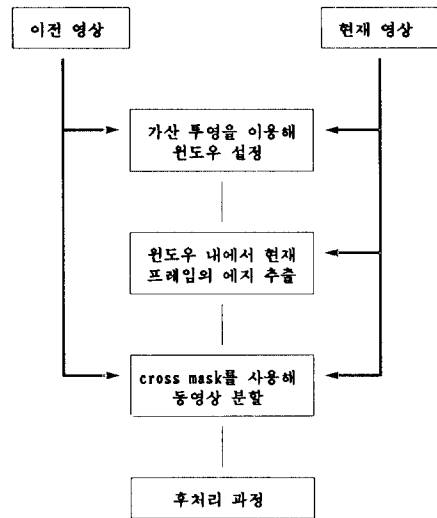 이전 영상
현재 영상
가산 투영을 이용해
윈도우 설정
윈도우 내에서 현재
프레임의 에지 추출
cross mask를 사용해
동영상 분할
후처리 과정